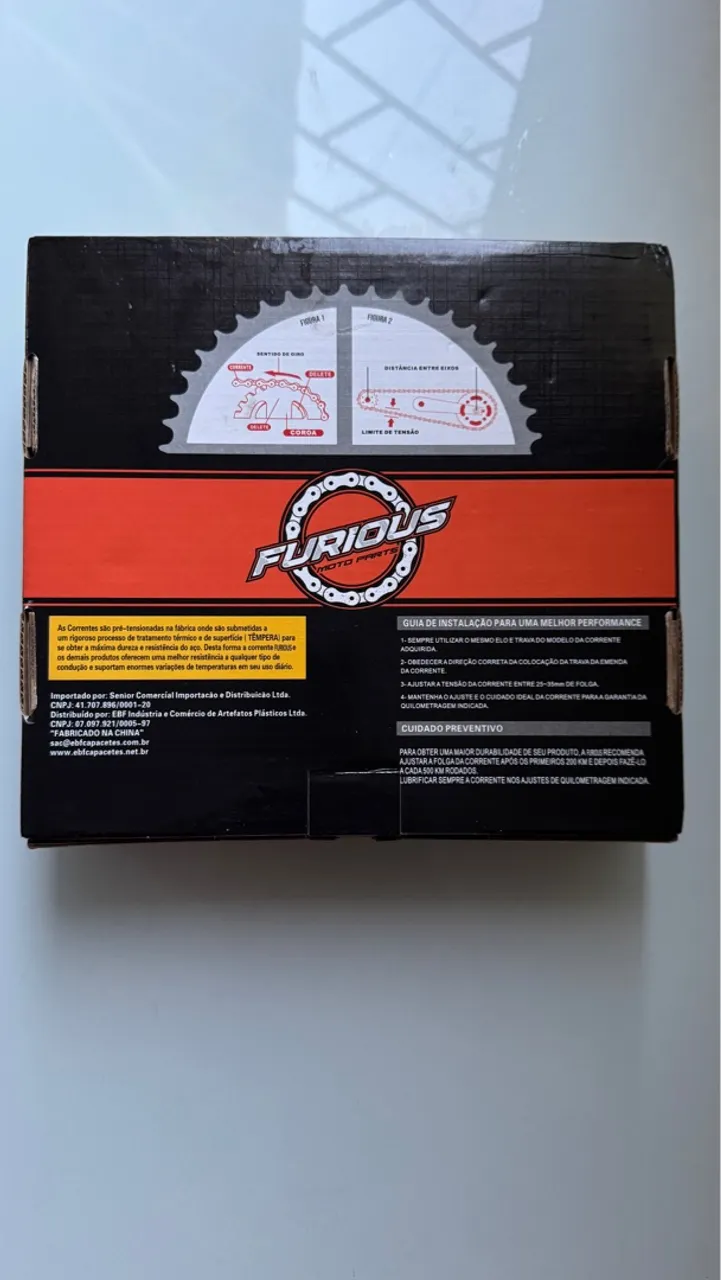 FIGURA 1
FIGURA 2
SENTIDO DE GIRO
CORRENTE
DELETE
DELETE
COROA
DISTÂNCIA ENTRE EIXOS
LIMITE DE TENSÃO
FURIOUS
MOTO PARTS
As Correntes são pré-tensionadas na fábrica onde são submetidas a
um rigoroso processo de tratamento térmico e de superfície ( TÊMPERA) para
se obter a máxima dureza e resistência do aço. Desta forma a corrente FURIOUS e
os demais produtos oferecem uma melhor resistência a qualquer tipo de
condução e suportam enormes variações de temperaturas em seu uso diário.
Importado por: Senior Comercial Importacão e Distribuicão Ltda.
CNPJ: 41.707.896/0001-20
Distribuído por: EBF Indústria e Comércio de Artefatos Plásticos Ltda.
CNPJ: 07.097.921/0005-97
"FABRICADO NA CHINA"
sac@ebfcapacetes.com.br
www.ebfcapacetes.net.br
GUIA DE INSTALAÇÃO PARA UMA MELHOR PERFORMANCE
1- SEMPRE UTILIZAR O MESMO ELO E TRAVA DO MODELO DA CORRENTE
ADQUIRIDA.
2- OBEDECER A DIREÇÃO CORRETA DA COLOCAÇÃO DA TRAVA DA EMENDA
DA CORRENTE.
3- AJUSTAR A TENSÃO DA CORRENTE ENTRE 25~35mm DE FOLGA.
4- MANTENHA O AJUSTE E O CUIDADO IDEAL DA CORRENTE PARA A GARANTIA DA
QUILOMETRAGEM INDICADA.
CUIDADO PREVENTIVO
PARA OBTER UMA MAIOR DURABILIDADE DE SEU PRODUTO, A FURIOUS RECOMENDA
AJUSTAR A FOLGA DA CORRENTE APÓS OS PRIMEIROS 200 KM E DEPOIS FAZÊ-LO
A CADA 500 KM RODADOS.
LUBRIFICAR SEMPRE A CORRENTE NOS AJUSTES DE QUILOMETRAGEM INDICADA.